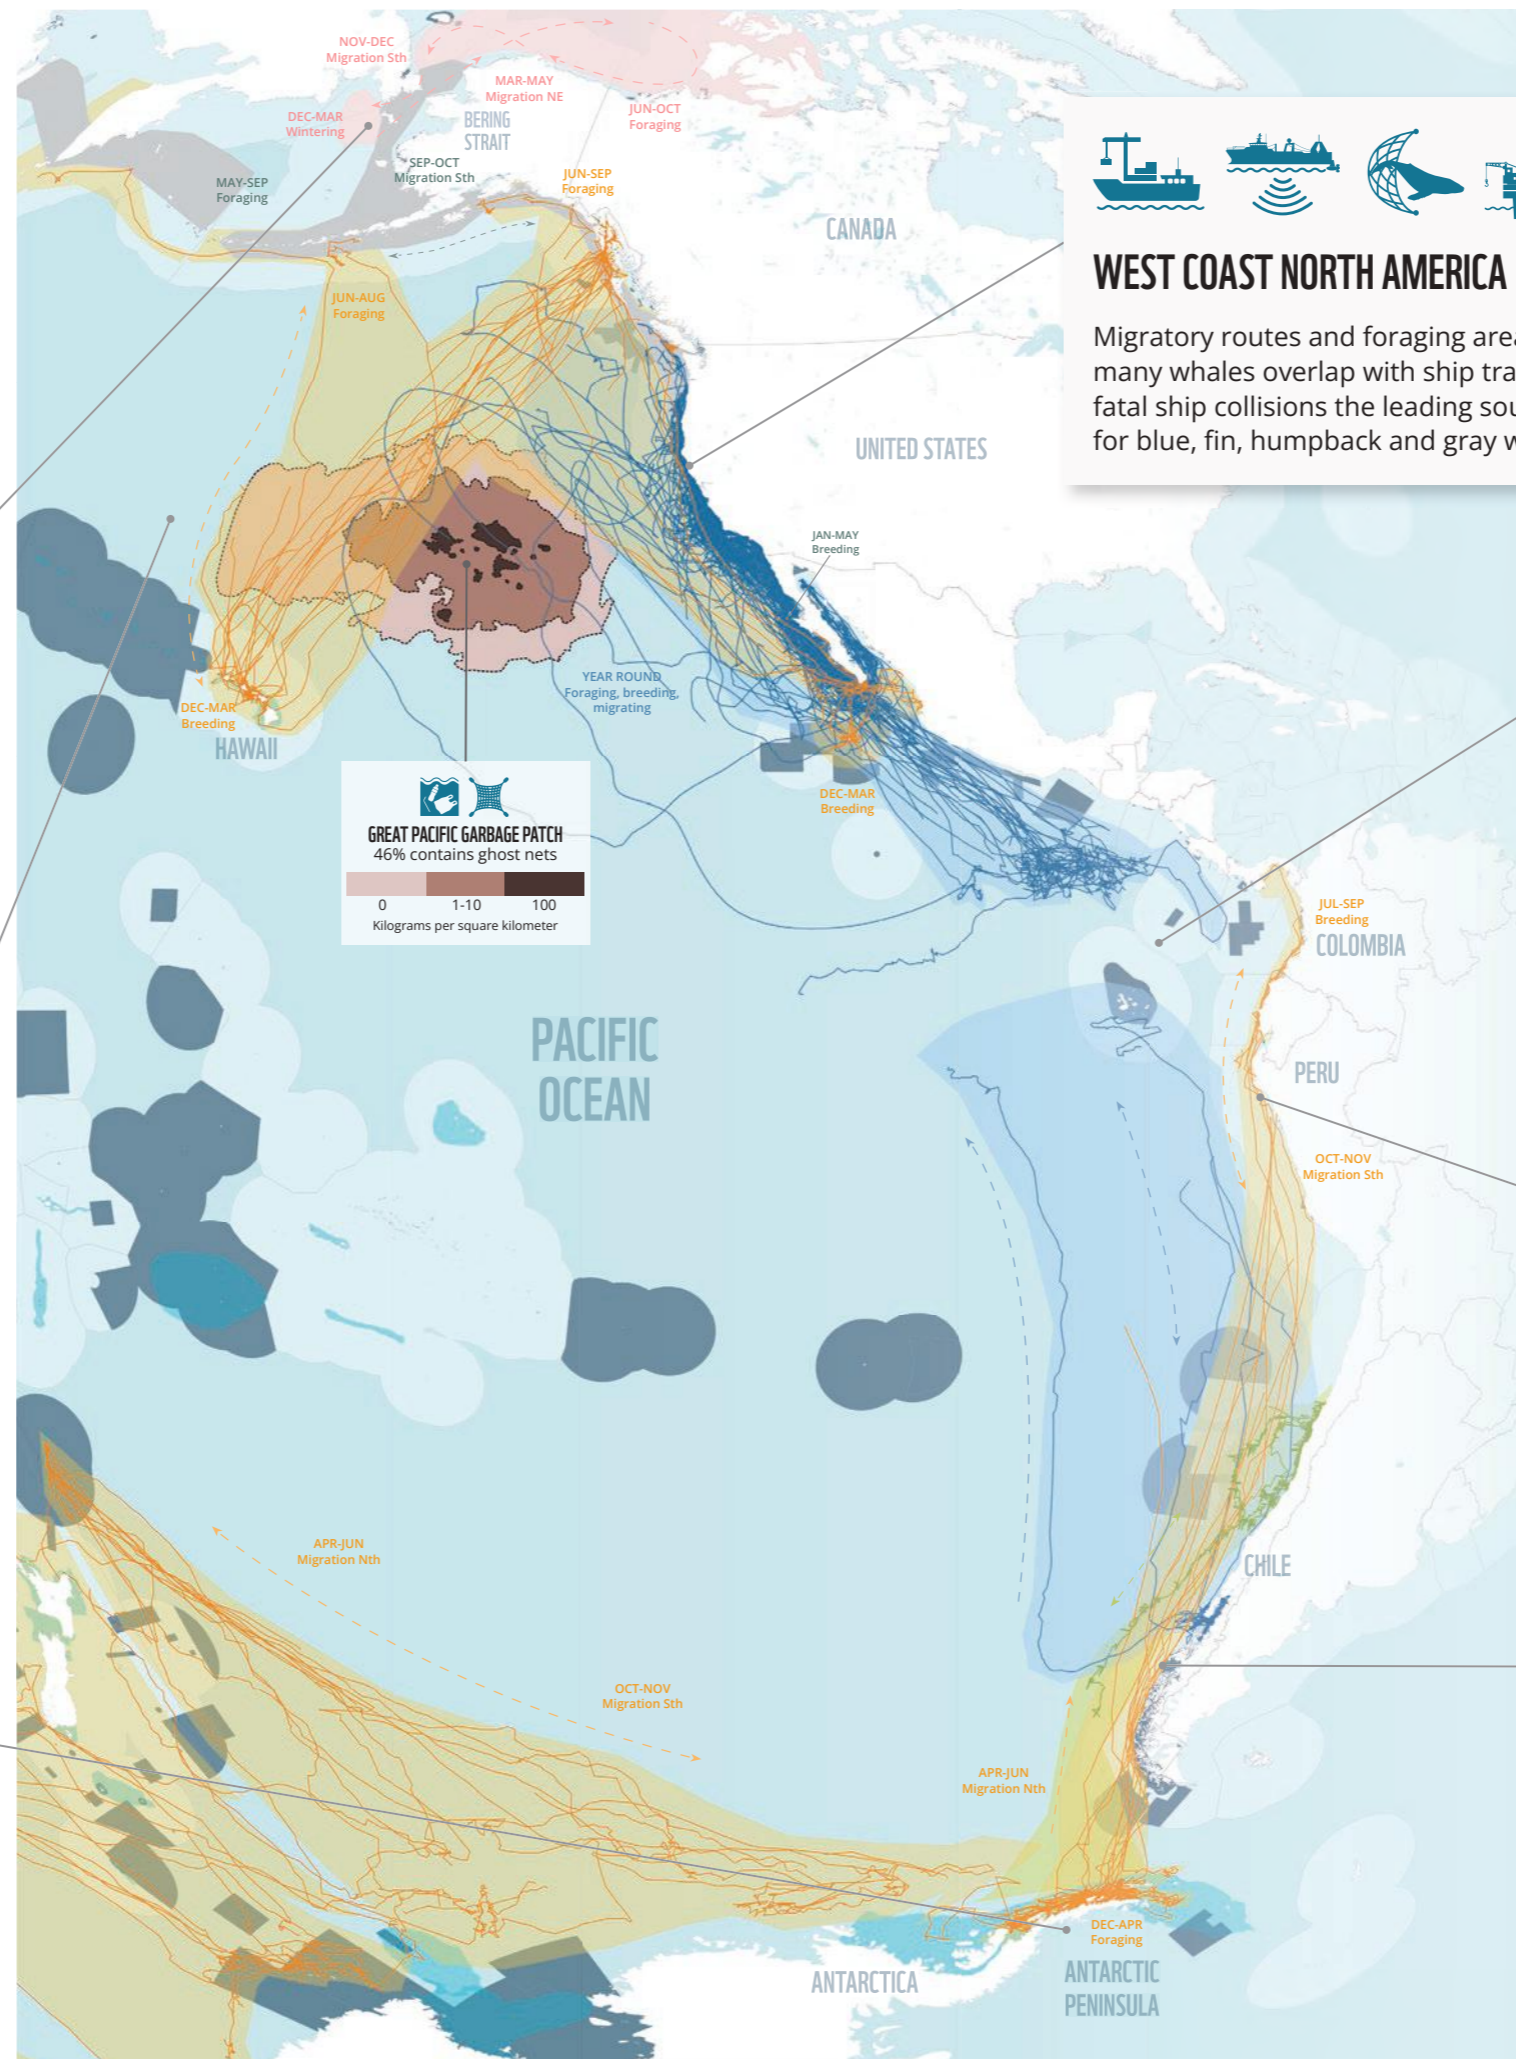 NOV-DEC
Migration Sth
MAR-MAY
Migration NE
DEC-MAR
Wintering
BERING
STRAIT
JUN-OCT
Foraging
SEP-OCT
Migration Sth
MAY-SEP
Foraging
JUN-SEP
Foraging
CANADA
WEST COAST NORTH AMERICA
Migratory routes and foraging area
many whales overlap with ship tra
fatal ship collisions the leading sou
for blue, fin, humpback and gray w
JUN-AUG
Foraging
UNITED STATES
JAN-MAY
Breeding
YEAR ROUND
Foraging, breeding,
migrating
DEC-MAR
Breeding
HAWAII
DEC-MAR
Breeding
GREAT PACIFIC GARBAGE PATCH
46% contains ghost nets
0 1-10 100
Kilograms per square kilometer
JUL-SEP
Breeding
COLOMBIA
PACIFIC
OCEAN
PERU
OCT-NOV
Migration Sth
APR-JUN
Migration Nth
CHILE
OCT-NOV
Migration Sth
APR-JUN
Migration Nth
DEC-APR
Foraging
ANTARCTICA
ANTARCTIC
PENINSULA